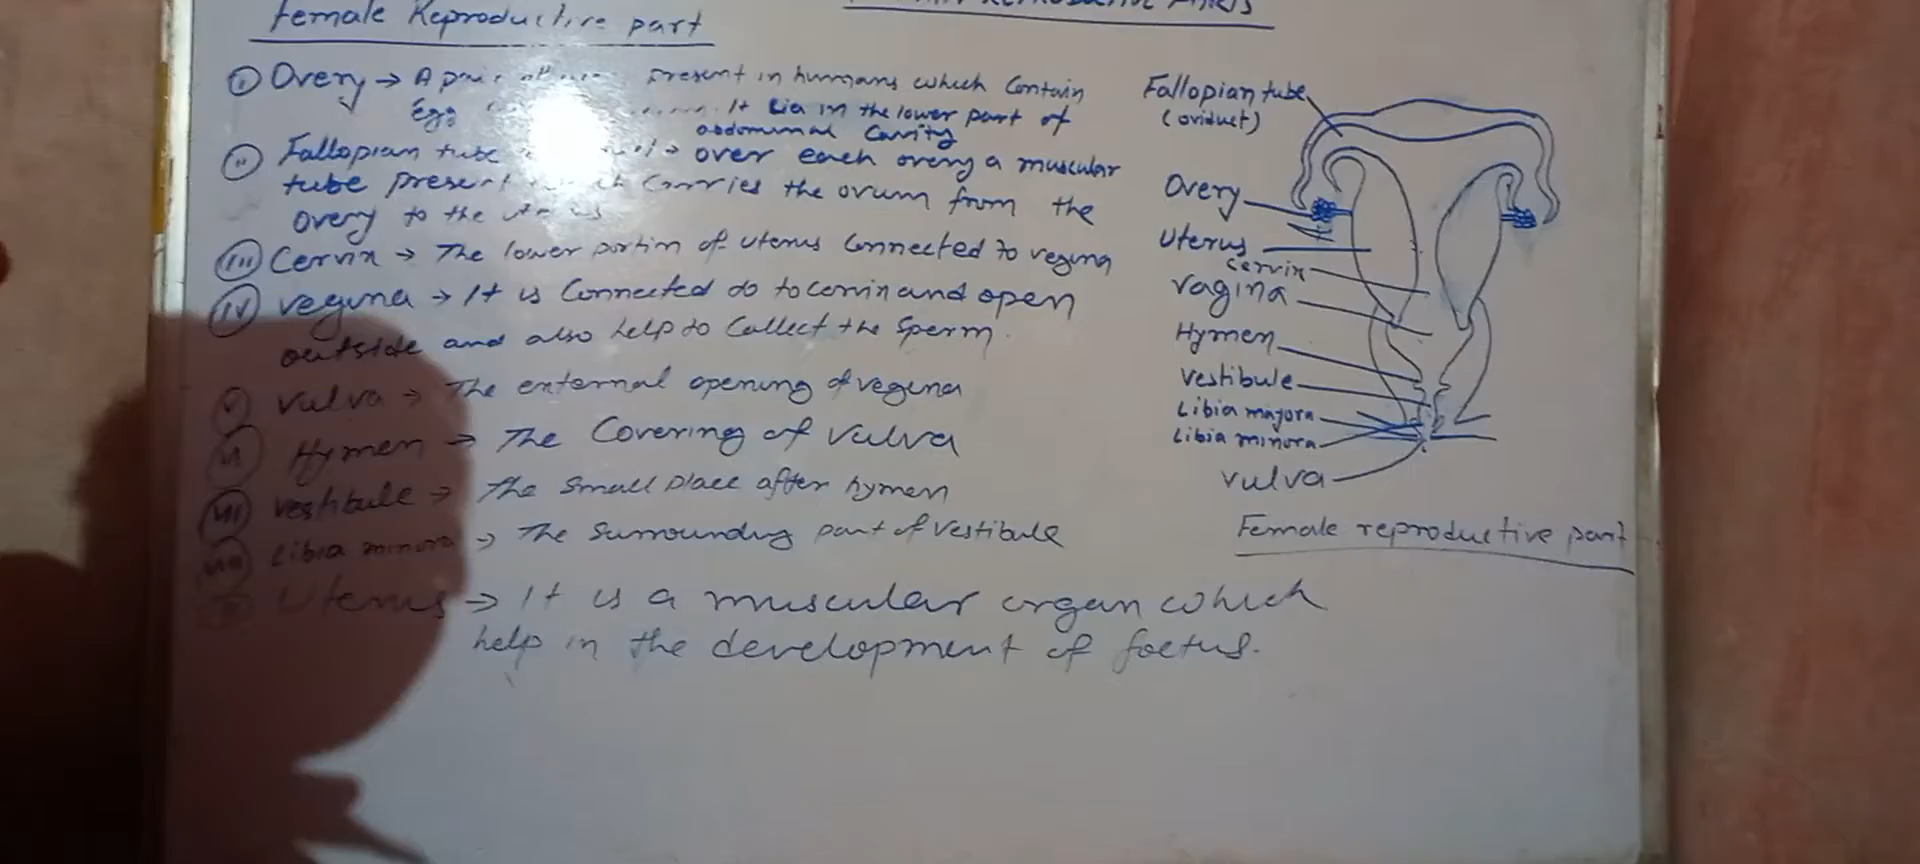 Female Reproductive part
Reproductive Parts
(i) Overy → A pair present in humans which Contain
Egg It Lia in the lower part of
abdominal Cavity
(ii) Fallopian tube → over each overy a muscular
tube present Carries the ovum from the
overy to the
(iii) Cervix → The lower portim of uterus Connected to vegina
(iv) vegina → It is Connected do to cervix and open
outside and also help to Collect the sperm.
(v) vulva → The external opening of vegina
(vi) Hymen → The Covering of vulva
(vii) vestibule → The small place after hymen
(viii) Libia minora → The surrounding part of vestibule
Uterus → It is a muscular organ which
help in the development of foetus.
Fallopian tube
(oviduct)
Overy
Uterus
Cervix
vagina
Hymen
Vestibule
Libia majora
Libia minora
vulva
Female reproductive part